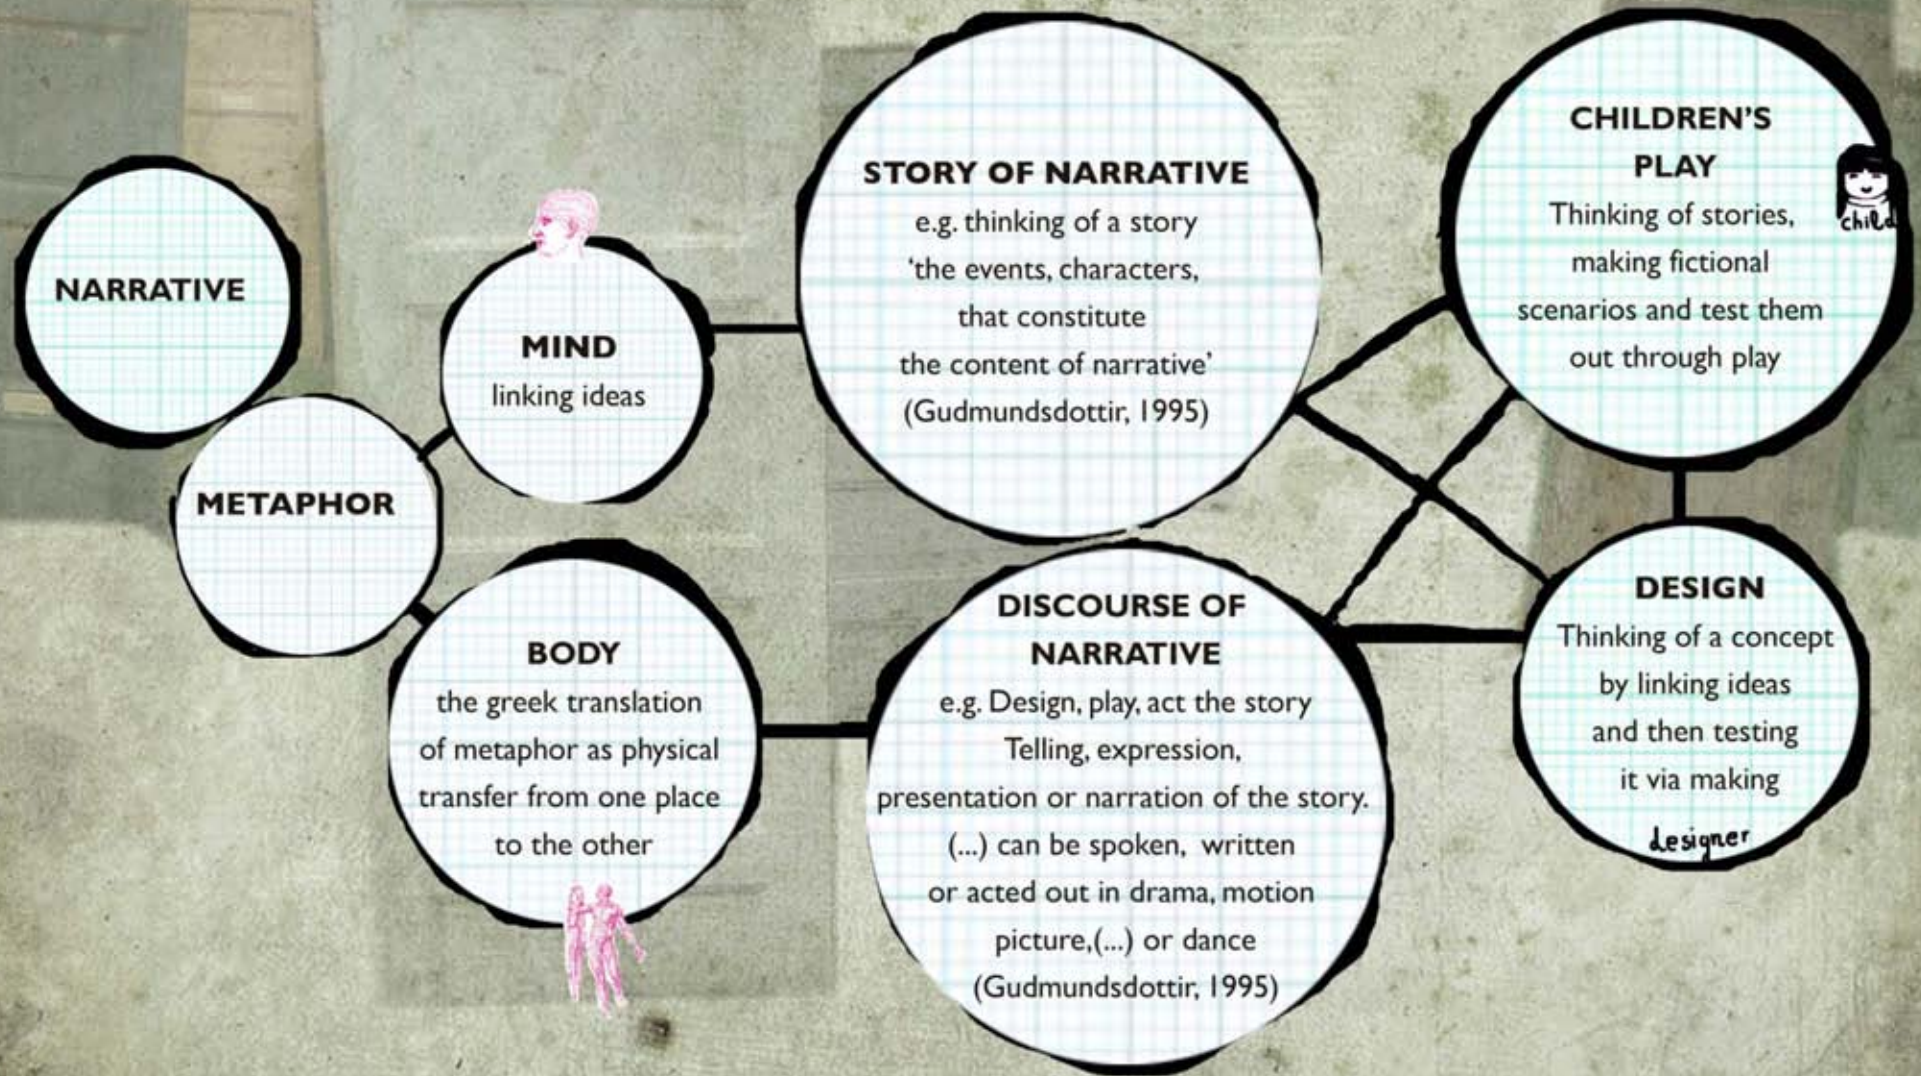 NARRATIVE
METAPHOR
MIND
linking ideas
BODY
the greek translation
of metaphor as physical
transfer from one place
to the other
STORY OF NARRATIVE
e.g. thinking of a story
‘the events, characters,
that constitute
the content of narrative’
(Gudmundsdottir, 1995)
DISCOURSE OF
NARRATIVE
e.g. Design, play, act the story
Telling, expression,
presentation or narration of the story.
(...) can be spoken, written
or acted out in drama, motion
picture,(...) or dance
(Gudmundsdottir, 1995)
CHILDREN’S
PLAY
Thinking of stories,
making fictional
scenarios and test them
out through play
child
DESIGN
Thinking of a concept
by linking ideas
and then testing
it via making
designer